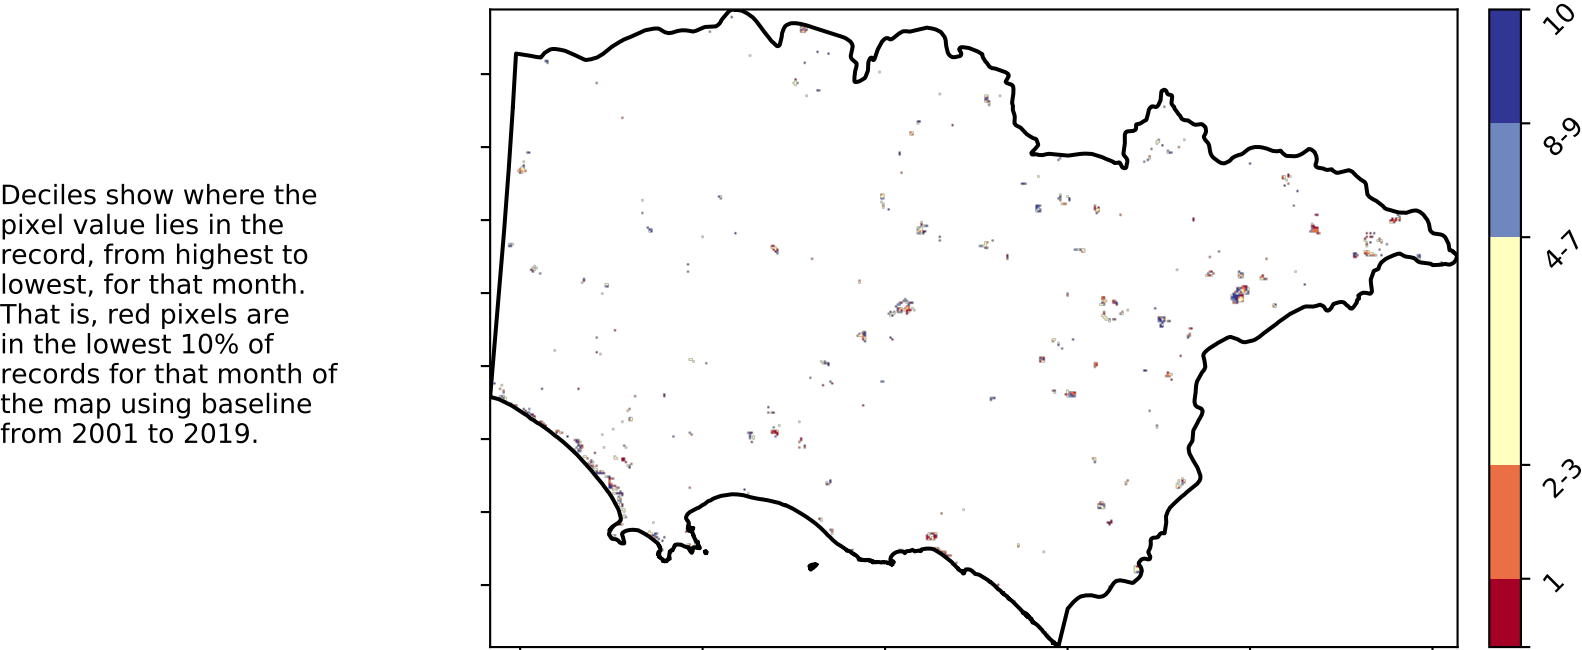 Deciles show where the
pixel value lies in the
record, from highest to
lowest, for that month.
That is, red pixels are
in the lowest 10% of
records for that month of
the map using baseline
from 2001 to 2019.
10
8-9
4-7
2-3
1